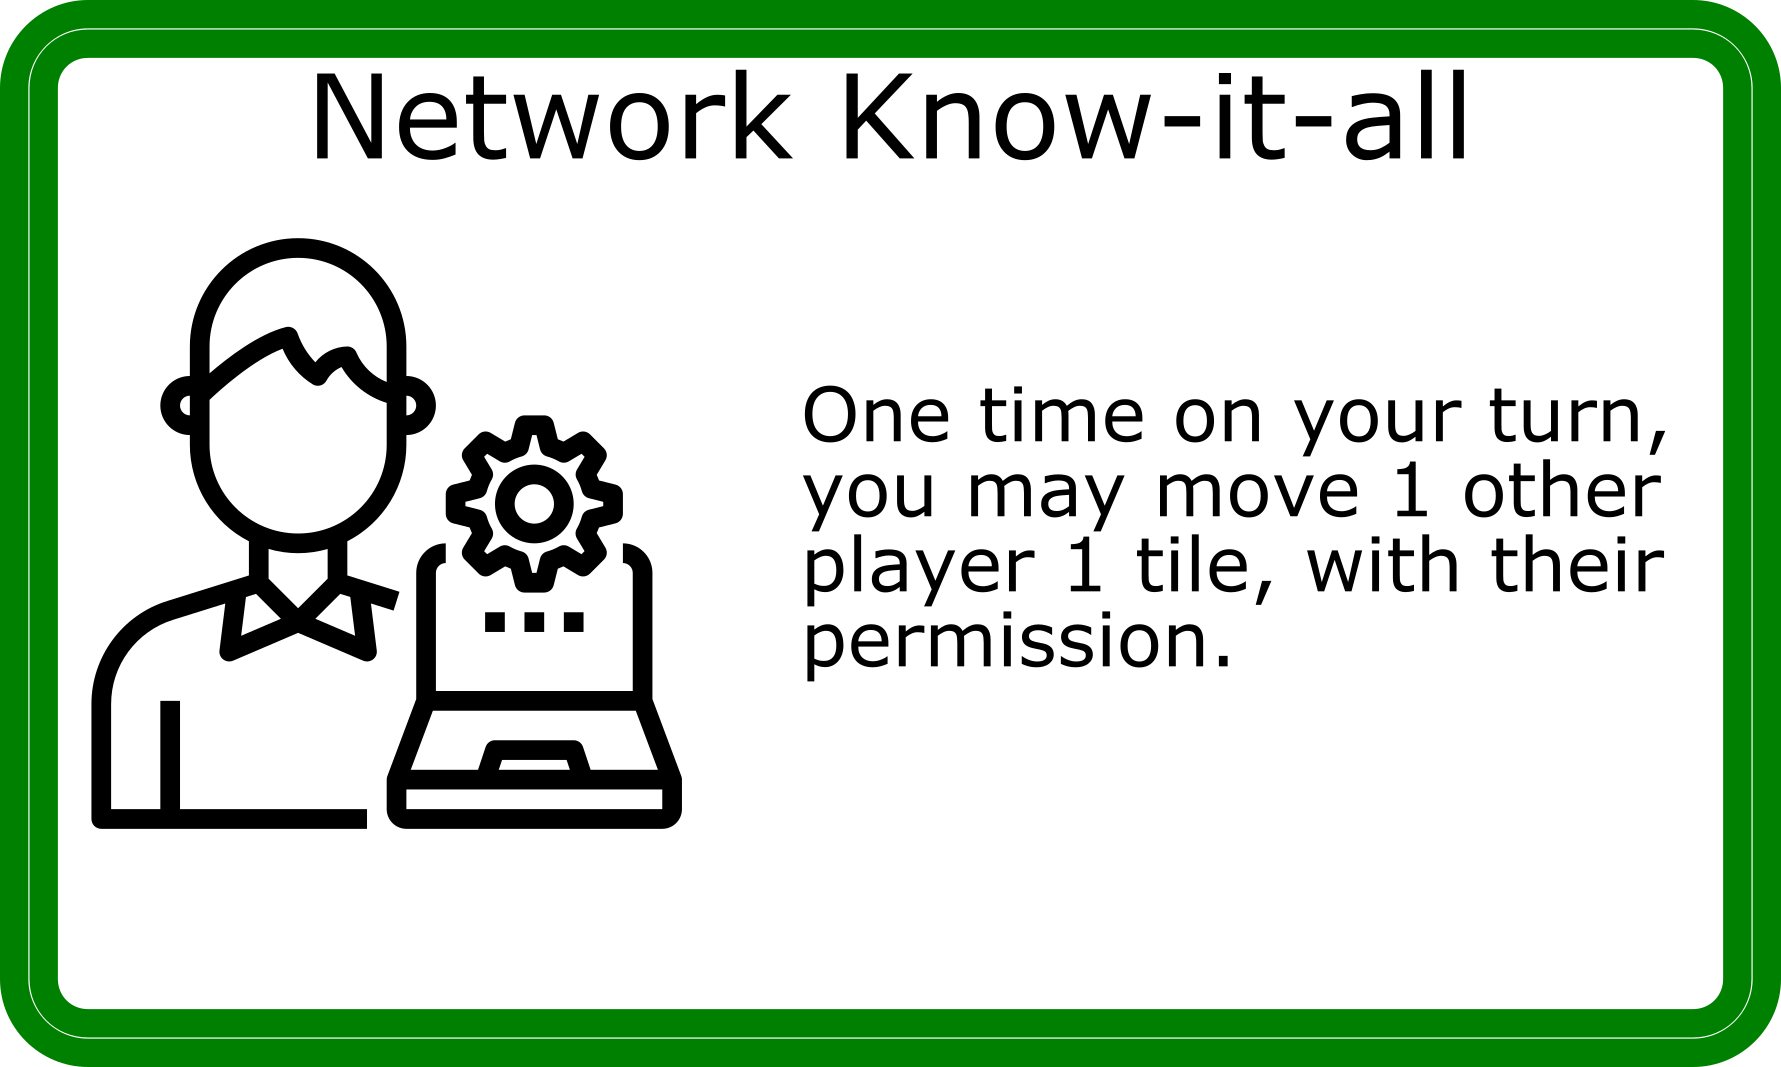 Network Know-it-all
One time on your turn,
you may move 1 other
player 1 tile, with their
permission.